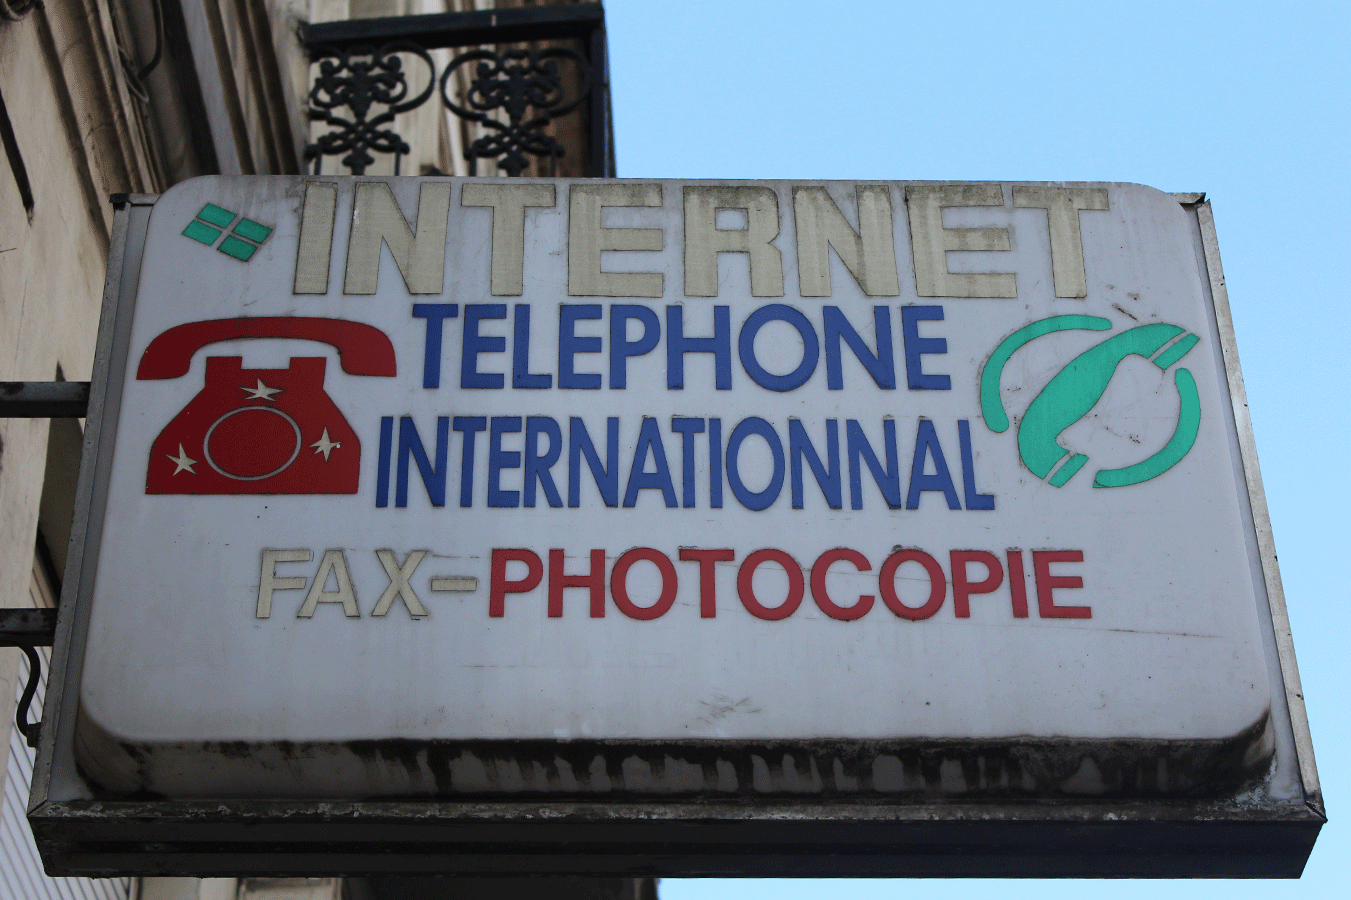 INTERNET
TELEPHONE
INTERNATIONNAL
FAX-PHOTOCOPIE